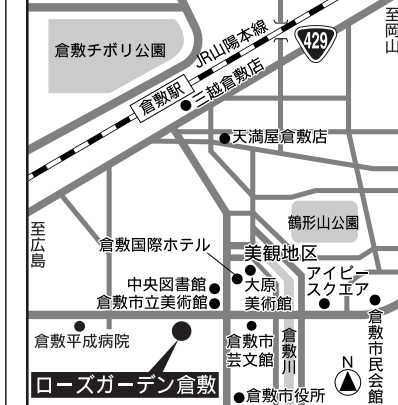 至岡山
倉敷チボリ公園
JR山陽本線
429
倉敷駅
三越倉敷店
天満屋倉敷店
至広島
鶴形山公園
倉敷国際ホテル
美観地区
中央図書館
大原
美術館
アイビー
スクエア
倉敷市立美術館
倉敷平成病院
倉敷市
芸文館
倉敷川
倉敷市民会館
N
ローズガーデン倉敷
倉敷市役所